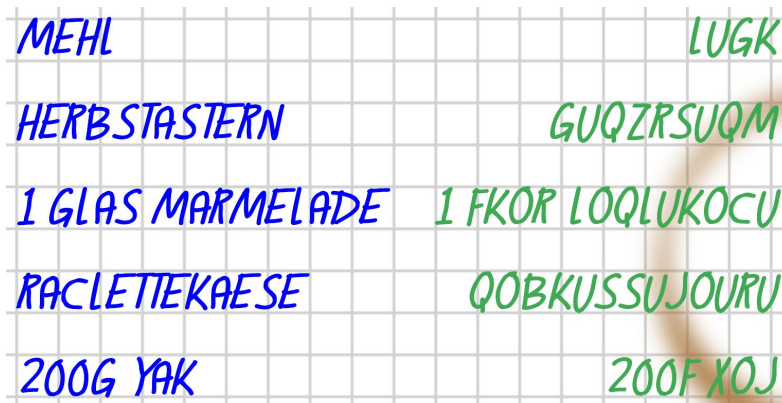 MEHL LUGK
HERBSTASTERN GUQZRSUQM
1 GLAS MARMELADE 1 FKOR LOQLUKOCU
RACLETTEKAESE QOBKUSSUJOURU
200G YAK 200F XOJ